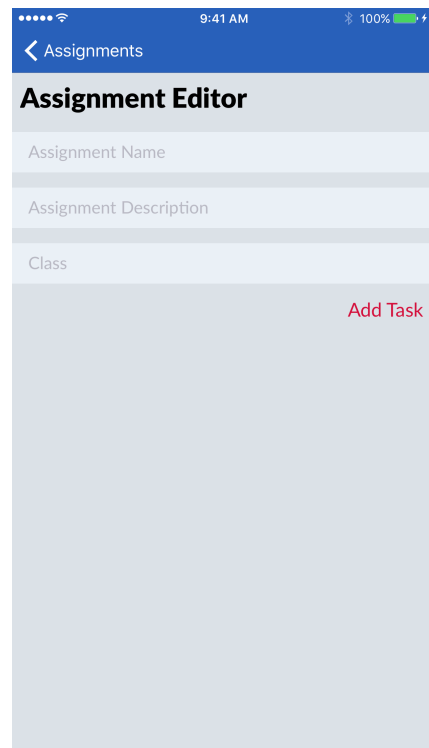 9:41 AM 100%
Assignments
Assignment Editor
Assignment Name
Assignment Description
Class
Add Task